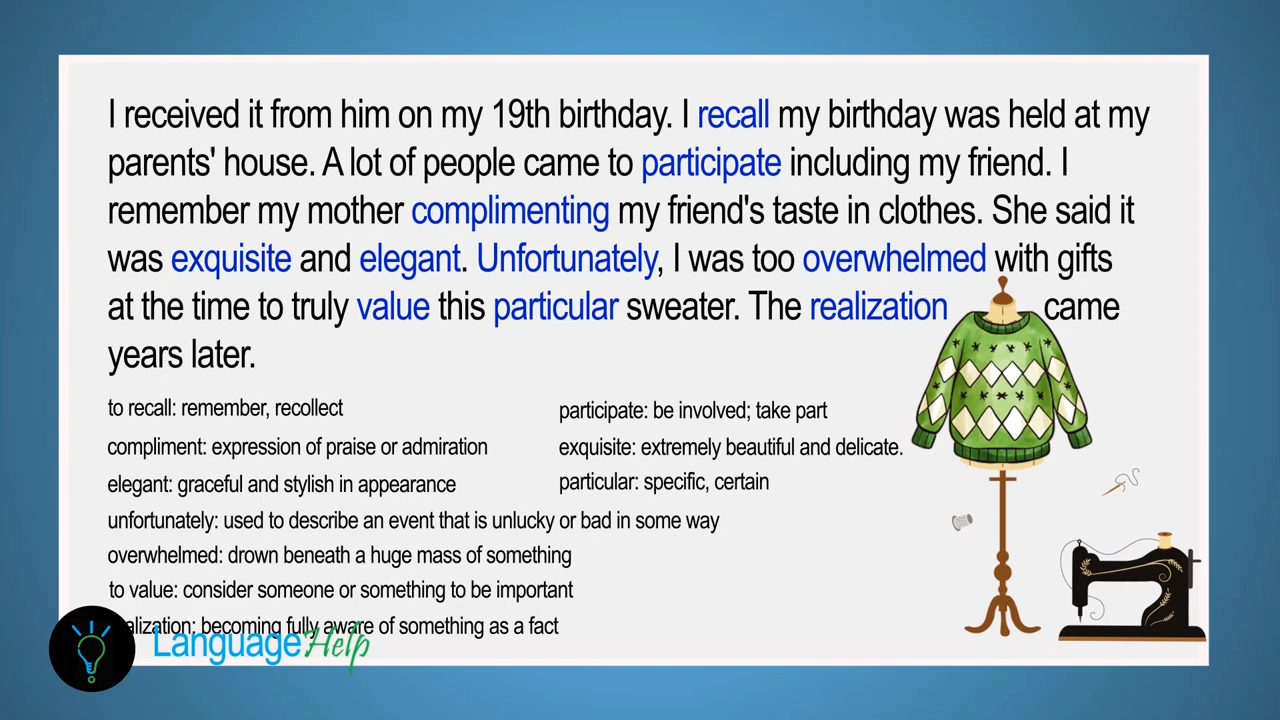 I received it from him on my 19th birthday. I recall my birthday was held at my
parents' house. A lot of people came to participate including my friend. I
remember my mother complimenting my friend's taste in clothes. She said it
was exquisite and elegant. Unfortunately, I was too overwhelmed with gifts
at the time to truly value this particular sweater. The realization came
years later.
to recall: remember, recollect
compliment: expression of praise or admiration
elegant: graceful and stylish in appearance
participate: be involved; take part
exquisite: extremely beautiful and delicate.
particular: specific, certain
unfortunately: used to describe an event that is unlucky or bad in some way
overwhelmed: drown beneath a huge mass of something
to value: consider someone or something to be important
alization: becoming fully aware of something as a fact
LanguageHelp